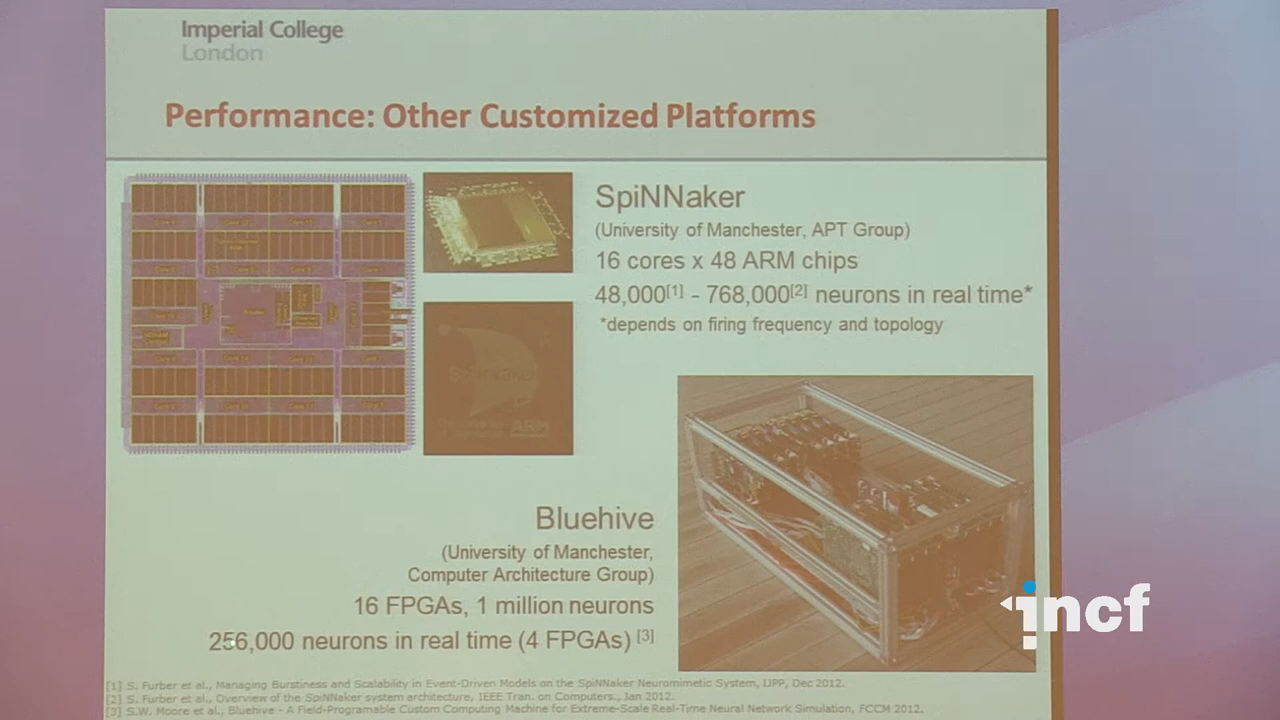 Imperial College
London
Performance: Other Customized Platforms
SpiNNaker
(University of Manchester, APT Group)
16 cores x 48 ARM chips
48,000[1] - 768,000[2] neurons in real time*
*depends on firing frequency and topology
ARM
Bluehive
(University of Manchester,
Computer Architecture Group)
16 FPGAs, 1 million neurons
256,000 neurons in real time (4 FPGAs) [3]
incf
[1] S. Furber et al., Managing Burstiness and Scalability in Event-Driven Models on the SpiNNaker Neuromimetic System, IJPP, Dec 2012.
[2] S. Furber et al., Overview of the SpiNNaker system architecture, IEEE Tran. on Computers., Jan 2012.
[3] S.W. Moore et al., Bluehive - A Field-Programable Custom Computing Machine for Extreme-Scale Real-Time Neural Network Simulation, FCCM 2012.